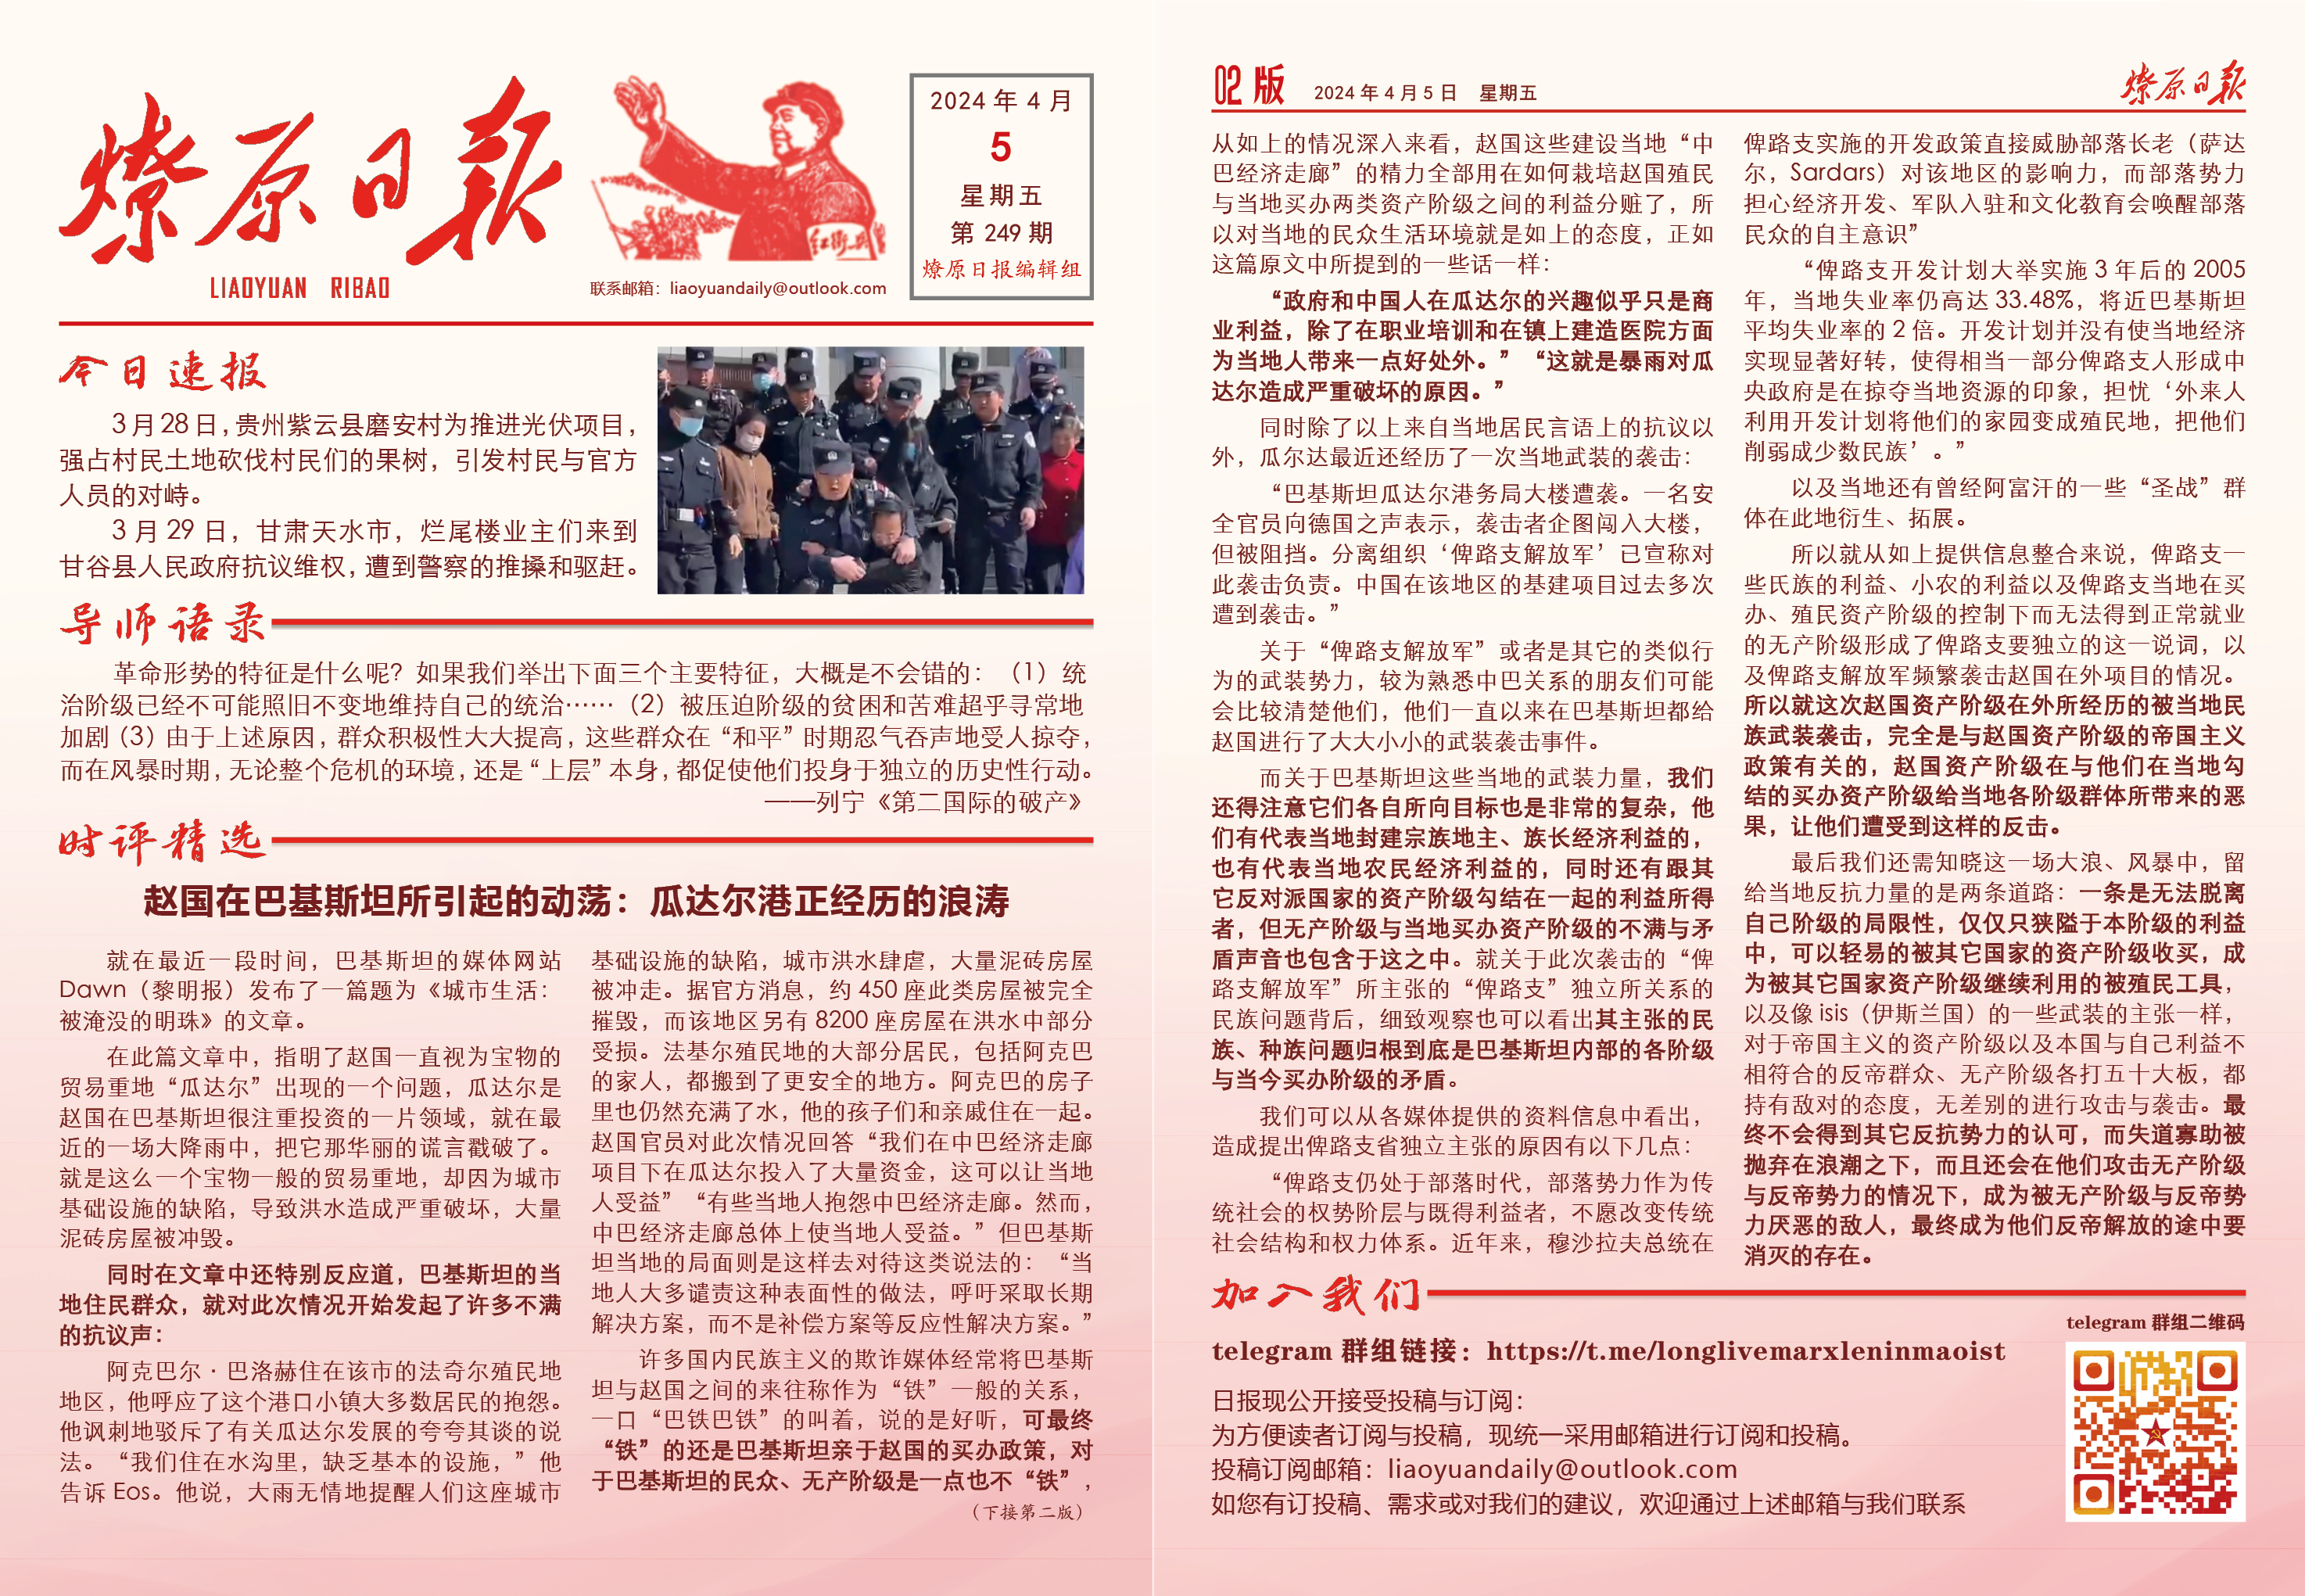 燎原日报
LIAOYUAN RIBAO
红卫兵
联系邮箱：liaoyuandaily@outlook.com
2024 年 4 月
5
星期五
第 249 期
燎原日报编辑组
今日速报
3 月 28 日，贵州紫云县磨安村为推进光伏项目，
强占村民土地砍伐村民们的果树，引发村民与官方
人员的对峙。
3 月 29 日，甘肃天水市，烂尾楼业主们来到
甘谷县人民政府抗议维权，遭到警察的推搡和驱赶。
导师语录
革命形势的特征是什么呢？如果我们举出下面三个主要特征，大概是不会错的：（1）统
治阶级已经不可能照旧不变地维持自己的统治……（2）被压迫阶级的贫困和苦难超乎寻常地
加剧（3）由于上述原因，群众积极性大大提高，这些群众在“和平”时期忍气吞声地受人掠夺，
而在风暴时期，无论整个危机的环境，还是“上层”本身，都促使他们投身于独立的历史性行动。
——列宁《第二国际的破产》
时评精选
赵国在巴基斯坦所引起的动荡：瓜达尔港正经历的浪涛
就在最近一段时间，巴基斯坦的媒体网站
Dawn（黎明报）发布了一篇题为《城市生活：
被淹没的明珠》的文章。
在此篇文章中，指明了赵国一直视为宝物的
贸易重地“瓜达尔”出现的一个问题，瓜达尔是
赵国在巴基斯坦很注重投资的一片领域，就在最
近的一场大降雨中，把它那华丽的谎言戳破了。
就是这么一个宝物一般的贸易重地，却因为城市
基础设施的缺陷，导致洪水造成严重破坏，大量
泥砖房屋被冲毁。
同时在文章中还特别反应道，巴基斯坦的当
地住民群众，就对此次情况开始发起了许多不满
的抗议声：
阿克巴尔·巴洛赫住在该市的法奇尔殖民地
地区，他呼应了这个港口小镇大多数居民的抱怨。
他讽刺地驳斥了有关瓜达尔发展的夸夸其谈的说
法。“我们住在水沟里，缺乏基本的设施，”他
告诉 Eos。他说，大雨无情地提醒人们这座城市
基础设施的缺陷，城市洪水肆虐，大量泥砖房屋
被冲走。据官方消息，约 450 座此类房屋被完全
摧毁，而该地区另有 8200 座房屋在洪水中部分
受损。法基尔殖民地的大部分居民，包括阿克巴
的家人，都搬到了更安全的地方。阿克巴的房子
里也仍然充满了水，他的孩子们和亲戚住在一起。
赵国官员对此次情况回答“我们在中巴经济走廊
项目下在瓜达尔投入了大量资金，这可以让当地
人受益”“有些当地人抱怨中巴经济走廊。然而，
中巴经济走廊总体上使当地人受益。”但巴基斯
坦当地的局面则是这样去对待这类说法的：“当
地人大多谴责这种表面性的做法，呼吁采取长期
解决方案，而不是补偿方案等反应性解决方案。”
许多国内民族主义的欺诈媒体经常将巴基斯
坦与赵国之间的来往称作为“铁”一般的关系，
一口“巴铁巴铁”的叫着，说的是好听，可最终
“铁”的还是巴基斯坦亲于赵国的买办政策，对
于巴基斯坦的民众、无产阶级是一点也不“铁”，
（下接第二版）
02 版 2024 年 4 月 5 日 星期五 燎原日报
从如上的情况深入来看，赵国这些建设当地“中
巴经济走廊”的精力全部用在如何栽培赵国殖民
与当地买办两类资产阶级之间的利益分赃了，所
以对当地的民众生活环境就是如上的态度，正如
这篇原文中所提到的一些话一样：
“政府和中国人在瓜达尔的兴趣似乎只是商
业利益，除了在职业培训和在镇上建造医院方面
为当地人带来一点好处外。”“这就是暴雨对瓜
达尔造成严重破坏的原因。”
同时除了以上来自当地居民言语上的抗议以
外，瓜尔达最近还经历了一次当地武装的袭击：
“巴基斯坦瓜达尔港务局大楼遭袭。一名安
全官员向德国之声表示，袭击者企图闯入大楼，
但被阻挡。分离组织‘俾路支解放军’已宣称对
此袭击负责。中国在该地区的基建项目过去多次
遭到袭击。”
关于“俾路支解放军”或者是其它的类似行
为的武装势力，较为熟悉中巴关系的朋友们可能
会比较清楚他们，他们一直以来在巴基斯坦都给
赵国进行了大大小小的武装袭击事件。
而关于巴基斯坦这些当地的武装力量，我们
还得注意它们各自所向目标也是非常的复杂，他
们有代表当地封建宗族地主、族长经济利益的，
也有代表当地农民经济利益的，同时还有跟其
它反对派国家的资产阶级勾结在一起的利益所得
者，但无产阶级与当地买办资产阶级的不满与矛
盾声音也包含于这之中。就关于此次袭击的“俾
路支解放军”所主张的“俾路支”独立所关系的
民族问题背后，细致观察也可以看出其主张的民
族、种族问题归根到底是巴基斯坦内部的各阶级
与当今买办阶级的矛盾。
我们可以从各媒体提供的资料信息中看出，
造成提出俾路支省独立主张的原因有以下几点：
“俾路支仍处于部落时代，部落势力作为传
统社会的权势阶层与既得利益者，不愿改变传统
社会结构和权力体系。近年来，穆沙拉夫总统在
俾路支实施的开发政策直接威胁部落长老（萨达
尔，Sardars）对该地区的影响力，而部落势力
担心经济开发、军队入驻和文化教育会唤醒部落
民众的自主意识”
“俾路支开发计划大举实施 3 年后的 2005
年，当地失业率仍高达 33.48%，将近巴基斯坦
平均失业率的 2 倍。开发计划并没有使当地经济
实现显著好转，使得相当一部分俾路支人形成中
央政府是在掠夺当地资源的印象，担忧‘外来人
利用开发计划将他们的家园变成殖民地，把他们
削弱成少数民族’。”
以及当地还有曾经阿富汗的一些“圣战”群
体在此地衍生、拓展。
所以就从如上提供信息整合来说，俾路支一
些民族的利益、小农的利益以及俾路支当地在买
办、殖民资产阶级的控制下而无法得到正常就业
的无产阶级形成了俾路支要独立的这一说词，以
及俾路支解放军频繁袭击赵国在外项目的情况。
所以就这次赵国资产阶级在外所经历的被当地民
族武装袭击，完全是与赵国资产阶级的帝国主义
政策有关的，赵国资产阶级在与他们在当地勾
结的买办资产阶级给当地各阶级群体所带来的恶
果，让他们遭受到这样的反击。
最后我们还需知晓这一场大浪、风暴中，留
给当地反抗力量的是两条道路：一条是无法脱离
自己阶级的局限性，仅仅只狭隘于本阶级的利益
中，可以轻易的被其它国家的资产阶级收买，成
为被其它国家资产阶级继续利用的被殖民工具，
以及像 isis（伊斯兰国）的一些武装的主张一样，
对于帝国主义的资产阶级以及本国与自己利益不
相符合的反帝群众、无产阶级各打五十大板，都
持有敌对的态度，无差别的进行攻击与袭击。最
终不会得到其它反抗势力的认可，而失道寡助被
抛弃在浪潮之下，而且还会在他们攻击无产阶级
与反帝势力的情况下，成为被无产阶级与反帝势
力厌恶的敌人，最终成为他们反帝解放的途中要
消灭的存在。
加入我们
telegram 群组链接：https://t.me/longlivemarxleninmaoist
日报现公开接受投稿与订阅：
为方便读者订阅与投稿，现统一采用邮箱进行订阅和投稿。
投稿订阅邮箱：liaoyuandaily@outlook.com
如您有订投稿、需求或对我们的建议，欢迎通过上述邮箱与我们联系
telegram 群组二维码